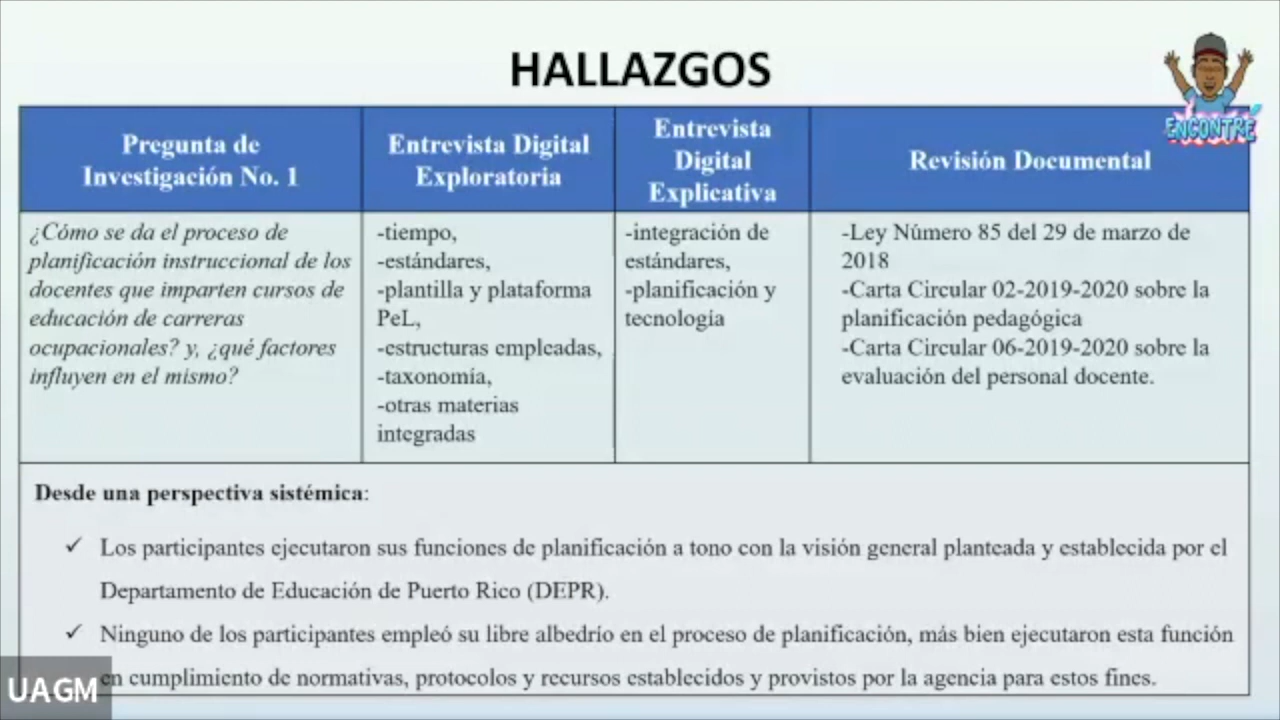 HALLAZGOS
ENCONTRÉ
Pregunta de
Investigación No. 1
Entrevista Digital
Exploratoria
Entrevista
Digital
Explicativa
Revisión Documental
¿Cómo se da el proceso de
planificación instruccional de los
docentes que imparten cursos de
educación de carreras
ocupacionales? y, ¿qué factores
influyen en el mismo?
-tiempo,
-estándares,
-plantilla y plataforma
PeL,
-estructuras empleadas,
-taxonomía,
-otras materias
integradas
-integración de
estándares,
-planificación y
tecnología
-Ley Número 85 del 29 de marzo de
2018
-Carta Circular 02-2019-2020 sobre la
planificación pedagógica
-Carta Circular 06-2019-2020 sobre la
evaluación del personal docente.
Desde una perspectiva sistémica:
✓ Los participantes ejecutaron sus funciones de planificación a tono con la visión general planteada y establecida por el
Departamento de Educación de Puerto Rico (DEPR).
✓ Ninguno de los participantes empleó su libre albedrío en el proceso de planificación, más bien ejecutaron esta función
en cumplimiento de normativas, protocolos y recursos establecidos y provistos por la agencia para estos fines.
UAGM